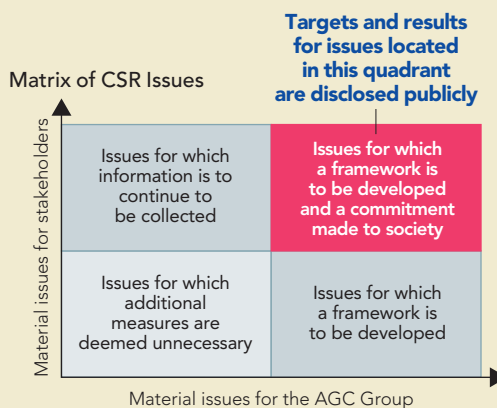 Targets and results
for issues located
in this quadrant
are disclosed publicly
Matrix of CSR Issues
Material issues for stakeholders
Issues for which
information is to
continue to
be collected
Issues for which
a framework is
to be developed
and a commitment
made to society
Issues for which
additional
measures are
deemed unnecessary
Issues for which
a framework is
to be developed
Material issues for the AGC Group